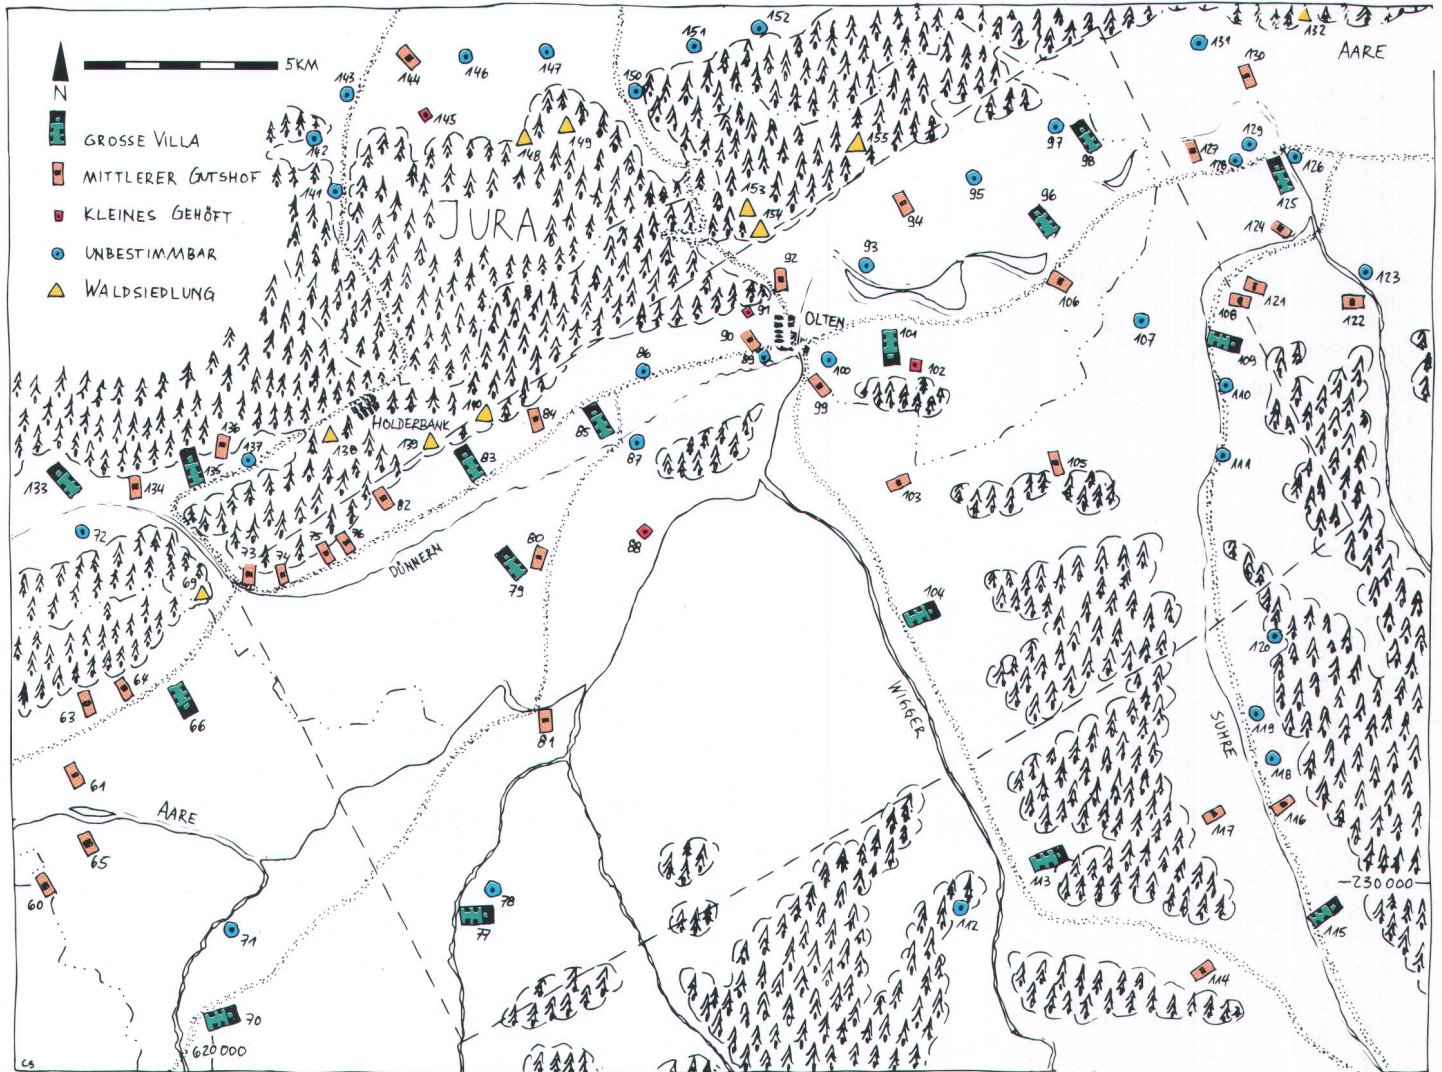 5KM
N
GROSSE VILLA
MITTLERER GUTSHOF
KLEINES GEHÖFT
UNBESTIMMBAR
WALDSIEDLUNG
JURA
AARE
OLTEN
HOLDERBANK
DÜNNERN
WIGGER
SUHRE
AARE
230 000
620 000
CS
151 152 132 131
144 146 147 150 130
143 145 148 149 155 97 98 127 129
142 141 153 154 94 95 96 128 126 125
124 92 93 106 121 123
91 90 89 101 107 108 122
86 100 102 109
99 110
136 137 138 139 140 84 85 87 111
133 134 135 83 82 103 105
72 73 74 75 76 79 80 88
69 104 120
63 64 66 81 119
61 118
65 117 116
60 113
71 78 77 112 115
114
70